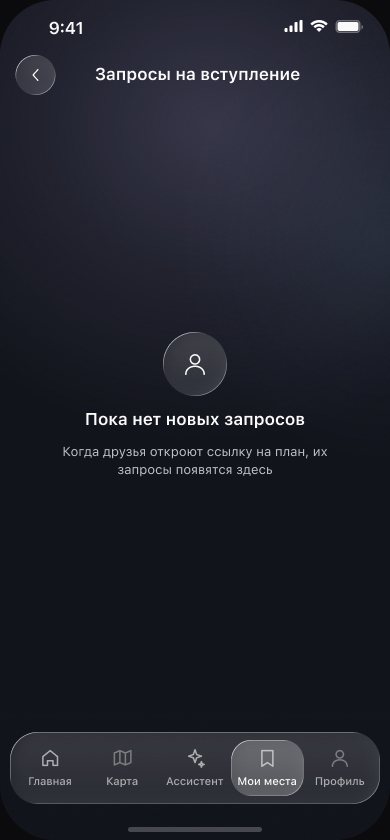 9:41
Запросы на вступление
Пока нет новых запросов
Когда друзья откроют ссылку на план, их
запросы появятся здесь
Главная
Карта
Ассистент
Мои места
Профиль